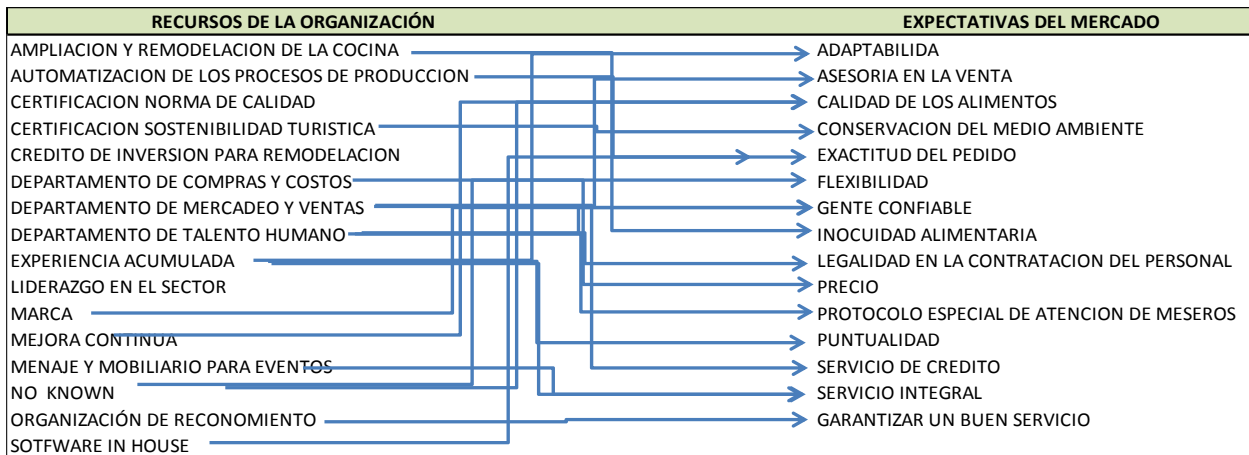 RECURSOS DE LA ORGANIZACIÓN
EXPECTATIVAS DEL MERCADO
AMPLIACION Y REMODELACION DE LA COCINA
ADAPTABILIDA
AUTOMATIZACION DE LOS PROCESOS DE PRODUCCION
ASESORIA EN LA VENTA
CERTIFICACION NORMA DE CALIDAD
CALIDAD DE LOS ALIMENTOS
CERTIFICACION SOSTENIBILIDAD TURISTICA
CONSERVACION DEL MEDIO AMBIENTE
CREDITO DE INVERSION PARA REMODELACION
EXACTITUD DEL PEDIDO
DEPARTAMENTO DE COMPRAS Y COSTOS
FLEXIBILIDAD
DEPARTAMENTO DE MERCADEO Y VENTAS
GENTE CONFIABLE
DEPARTAMENTO DE TALENTO HUMANO
INOCUIDAD ALIMENTARIA
EXPERIENCIA ACUMULADA
LEGALIDAD EN LA CONTRATACION DEL PERSONAL
LIDERAZGO EN EL SECTOR
PRECIO
MARCA
PROTOCOLO ESPECIAL DE ATENCION DE MESEROS
MEJORA CONTINUA
PUNTUALIDAD
MENAJE Y MOBILIARIO PARA EVENTOS
SERVICIO DE CREDITO
NO KNOWN
SERVICIO INTEGRAL
ORGANIZACIÓN DE RECONOMIENTO
GARANTIZAR UN BUEN SERVICIO
SOTFWARE IN HOUSE